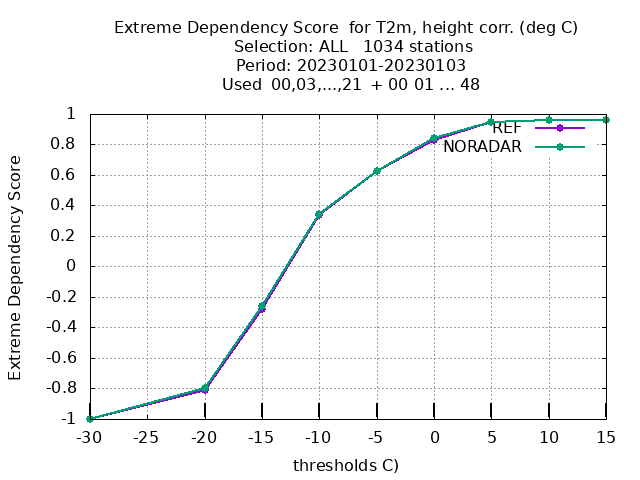 Extreme Dependency Score  for T2m, height corr. (deg C)
Selection: ALL   1034 stations
Period: 20230101-20230103
Used  00,03,...,21  + 00 01 ... 48
Extreme Dependency Score
1
0.8
0.6
0.4
0.2
0
-0.2
-0.4
-0.6
-0.8
-1
REF
NORADAR
-30 -25 -20 -15 -10 -5 0 5 10 15
thresholds C)